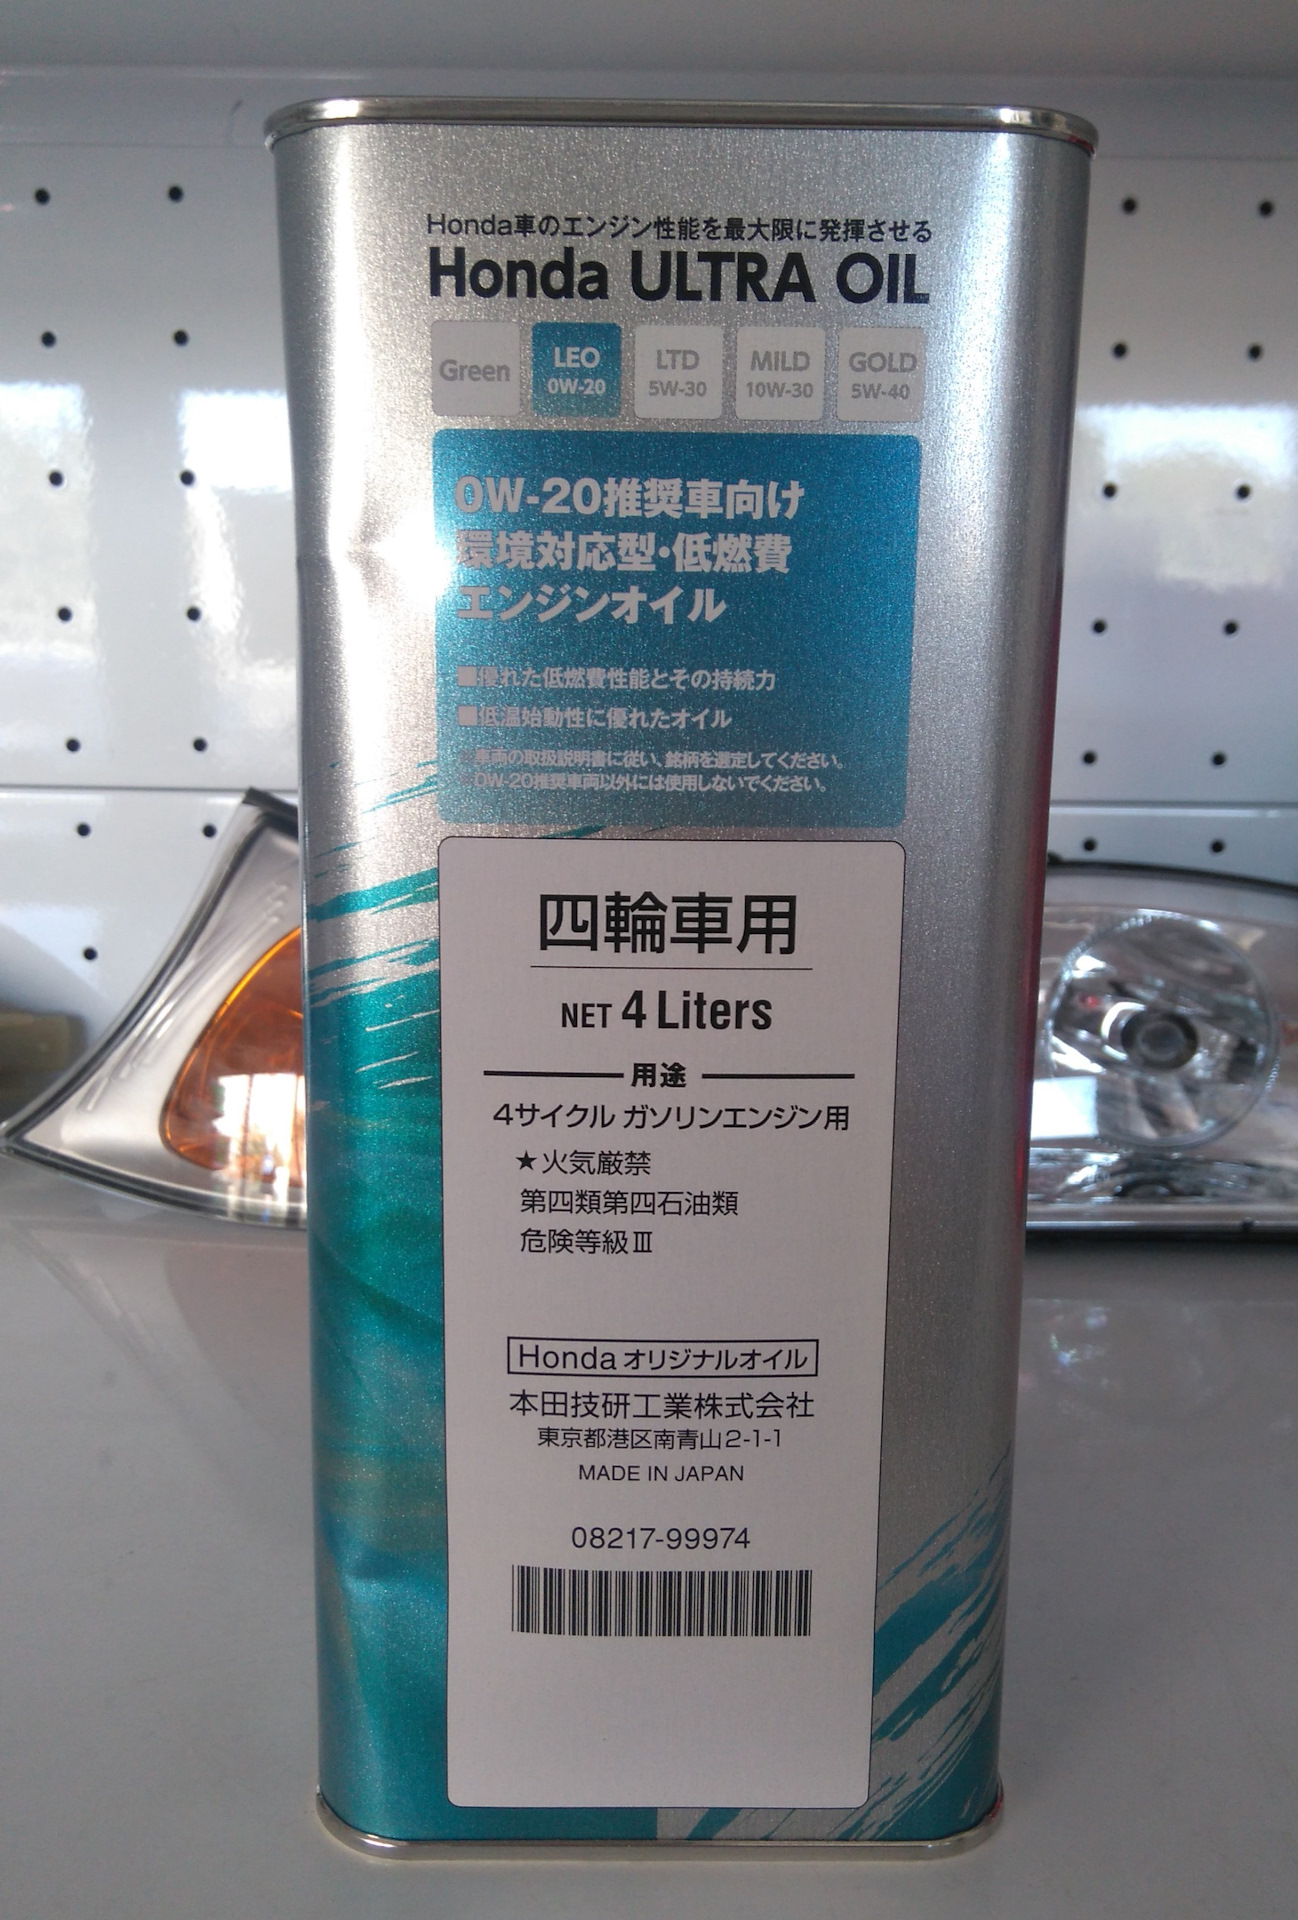 Honda車のエンジン性能を最大限に発揮させる
Honda ULTRA OIL
Green
LEO
0W-20
LTD
5W-30
MILD
10W-30
GOLD
5W-40
0W-20推奨車向け
環境対応型・低燃費
エンジンオイル
■優れた低燃費性能とその持続力
■低温始動性に優れたオイル
車両の取扱説明書に従い、銘柄を選定してください。
0W-20推奨車両以外には使用しないでください。
四輪車用
NET 4 Liters
用途
4サイクル ガソリンエンジン用
★火気厳禁
第四類第四石油類
危険等級Ⅲ
Hondaオリジナルオイル
本田技研工業株式会社
東京都港区南青山2-1-1
MADE IN JAPAN
08217-99974